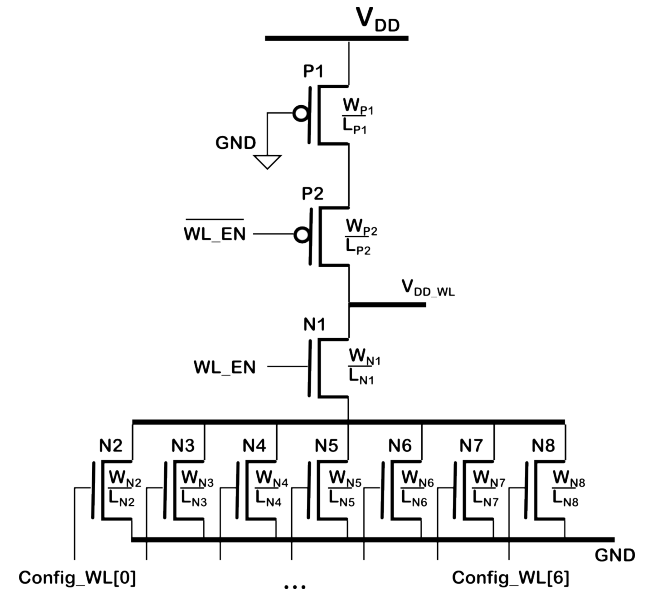 VDD
P1
WP1
LP1
GND
P2
WL_EN
WP2
LP2
VDD_WL
N1
WL_EN
WN1
LN1
N2 N3 N4 N5 N6 N7 N8
WN2 WN3 WN4 WN5 WN6 WN7 WN8
LN2 LN3 LN4 LN5 LN6 LN7 LN8
GND
Config_WL[0] ... Config_WL[6]